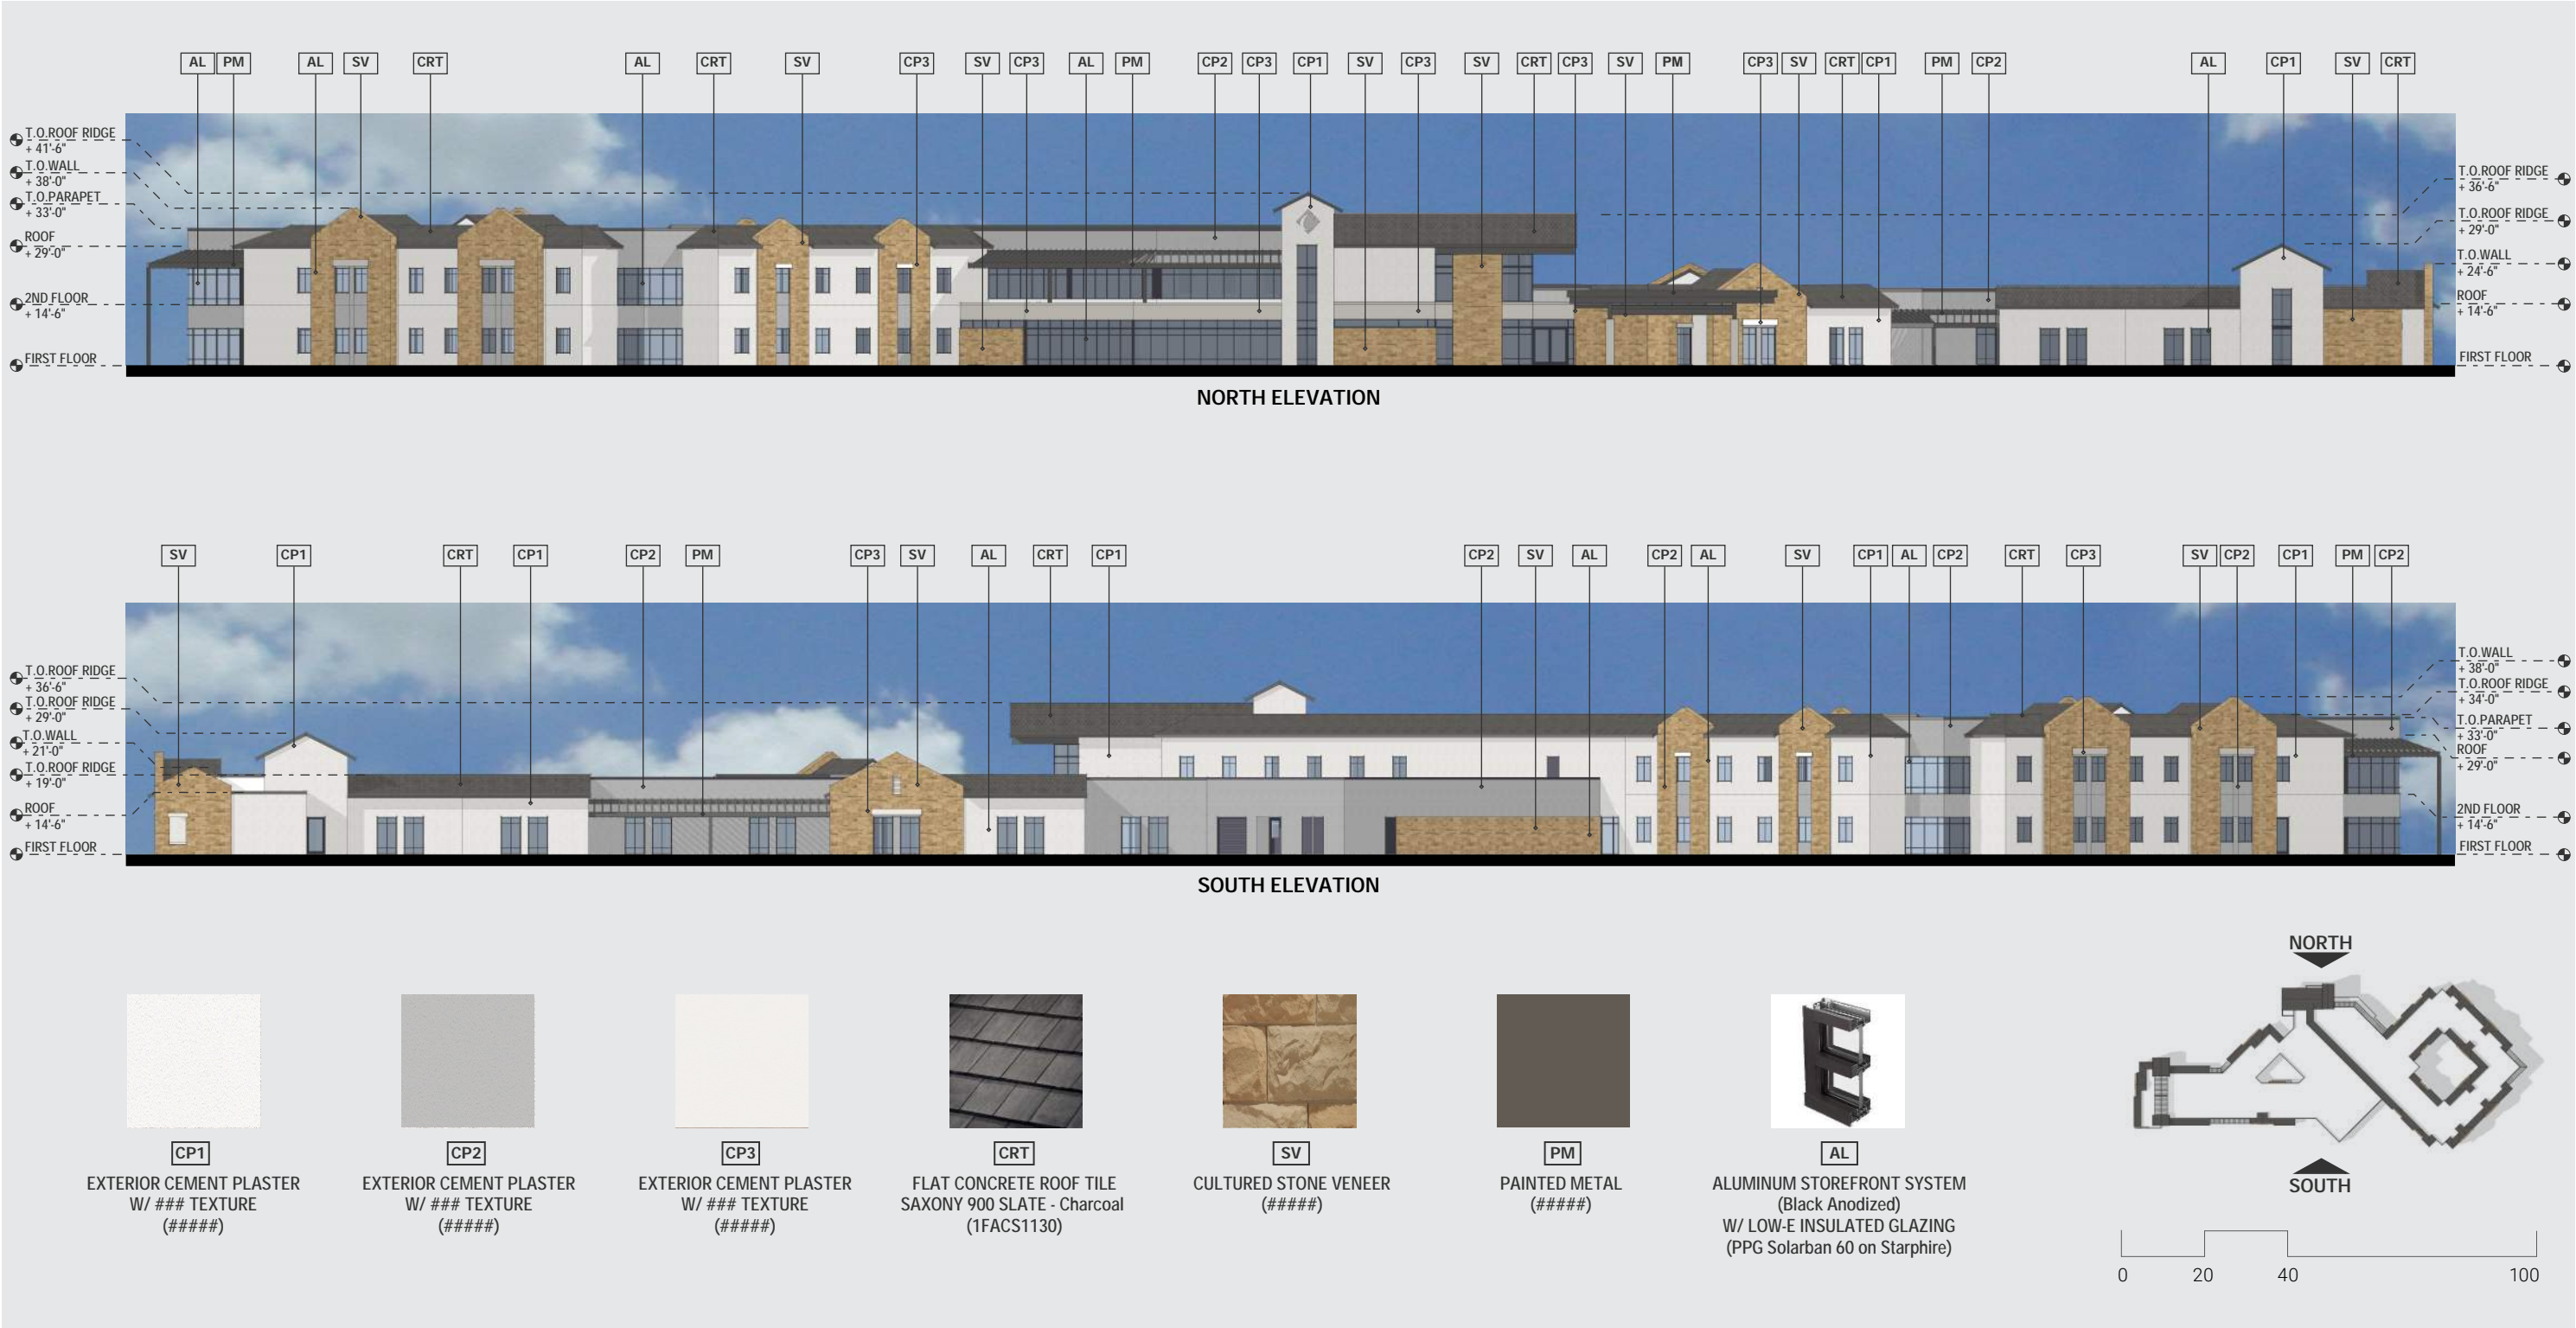 AL PM AL SV CRT AL CRT SV CP3 SV CP3 AL PM CP2 CP3 CP1 SV CP3 SV CRT CP3 SV PM CP3 SV CRT CP1 PM CP2 AL CP1 SV CRT
T.O.ROOF RIDGE
+ 41'-6"
T.O.WALL
+ 38'-0"
T.O.PARAPET
+ 33'-0"
ROOF
+ 29'-0"
2ND FLOOR
+ 14'-6"
FIRST FLOOR
T.O.ROOF RIDGE
+ 36'-6"
T.O.ROOF RIDGE
+ 29'-0"
T.O.WALL
+ 24'-6"
ROOF
+ 14'-6"
FIRST FLOOR
NORTH ELEVATION
SV CP1 CRT CP1 CP2 PM CP3 SV AL CRT CP1 CP2 SV AL CP2 AL SV CP1 AL CP2 CRT CP3 SV CP2 CP1 PM CP2
T.O.ROOF RIDGE
+ 36'-6"
T.O.ROOF RIDGE
+ 29'-0"
T.O.WALL
+ 21'-0"
T.O.ROOF RIDGE
+ 19'-0"
ROOF
+ 14'-6"
FIRST FLOOR
T.O.WALL
+ 38'-0"
T.O.ROOF RIDGE
+ 34'-0"
T.O.PARAPET
+ 33'-0"
ROOF
+ 29'-0"
2ND FLOOR
+ 14'-6"
FIRST FLOOR
SOUTH ELEVATION
CP1
EXTERIOR CEMENT PLASTER
W/ ### TEXTURE
(#####)
CP2
EXTERIOR CEMENT PLASTER
W/ ### TEXTURE
(#####)
CP3
EXTERIOR CEMENT PLASTER
W/ ### TEXTURE
(#####)
CRT
FLAT CONCRETE ROOF TILE
SAXONY 900 SLATE - Charcoal
(1FACS1130)
SV
CULTURED STONE VENEER
(#####)
PM
PAINTED METAL
(#####)
AL
ALUMINUM STOREFRONT SYSTEM
(Black Anodized)
W/ LOW-E INSULATED GLAZING
(PPG Solarban 60 on Starphire)
NORTH
SOUTH
0 20 40 100